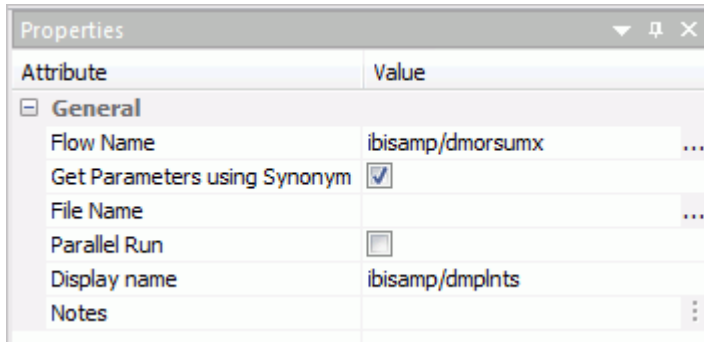 Properties
Attribute Value
General
Flow Name ibisamp/dmorsumx ...
Get Parameters using Synonym
File Name ...
Parallel Run
Display name ibisamp/dmplnts
Notes